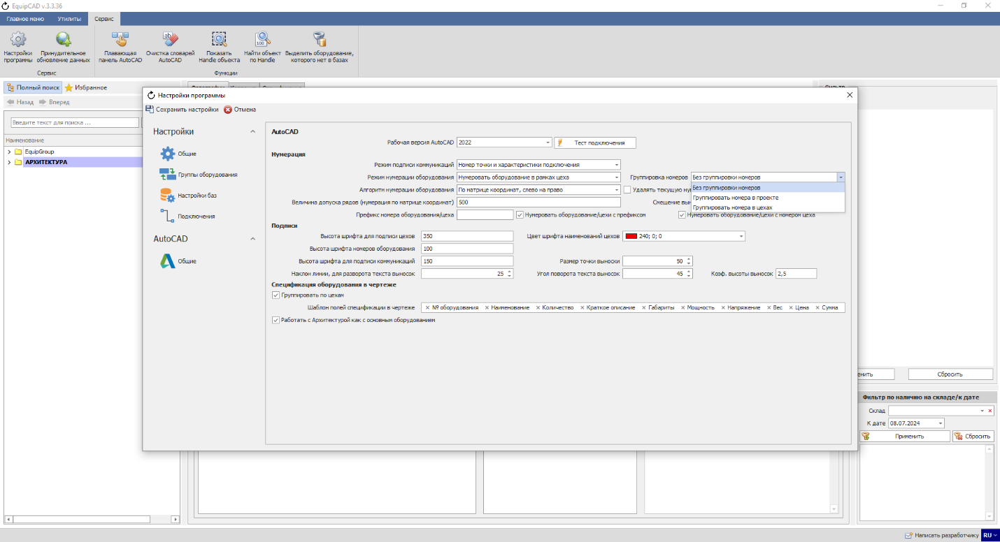 EquipCAD v.3.3.36
Главное меню Утилиты Сервис
Настройки программы
Принудительное обновление данных
Плавающая панель AutoCAD
Очистка словарей AutoCAD
Показать Handle объекта
Найти объект по Handle
Выделить оборудование, которого нет в базах
Сервис Функции
Полный поиск Избранное
Назад Вперед
Введите текст для поиска ...
Наименование
EquipGroup
АРХИТЕКТУРА
Настройки программы
Сохранить настройки Отмена
Настройки
Общие
Группы оборудования
Настройки баз
Подключения
AutoCAD
Общие
AutoCAD
Рабочая версия AutoCAD 2022 Тест подключения
Нумерация
Режим подписи коммуникаций Номер точки и характеристики подключения
Режим нумерации оборудования Нумеровать оборудование в рамках цеха Группировка номеров Без группировки номеров
Алгоритм нумерации оборудования По матрице координат, слево на право Удалять текущую ну
Без группировки номеров
Группировать номера в проекте
Группировать номера в цехах
Величина допуска рядов (нумерация по матрице координат) 500 Смещение вы
Префикс номера оборудования/цеха Нумеровать оборудование/цехи с префиксом Нумеровать оборудование/цехи с номером цеха
Подписи
Высота шрифта для подписи цехов 350 Цвет шрифта наименований цехов 240; 0; 0
Высота шрифта номеров оборудования 100
Высота шрифта для подписи коммуникаций 150 Размер точки выноски 50
Наклон линии, для разворота текста выносок 25 Угол поворота текста выносок 45 Коэф. высоты выносок 2,5
Спецификация оборудования в чертеже
Группировать по цехам
Шаблон полей спецификации в чертеже × № оборудования × Наименование × Количество × Краткое описание × Габариты × Мощность × Напряжение × Вес × Цена × Сумма
Работать с Архитектурой как с основным оборудованием
енить Сбросить
Фильтр по наличию на складе/к дате
Склад
К дате 08.07.2024
Применить Сбросить
Написать разработчику RU